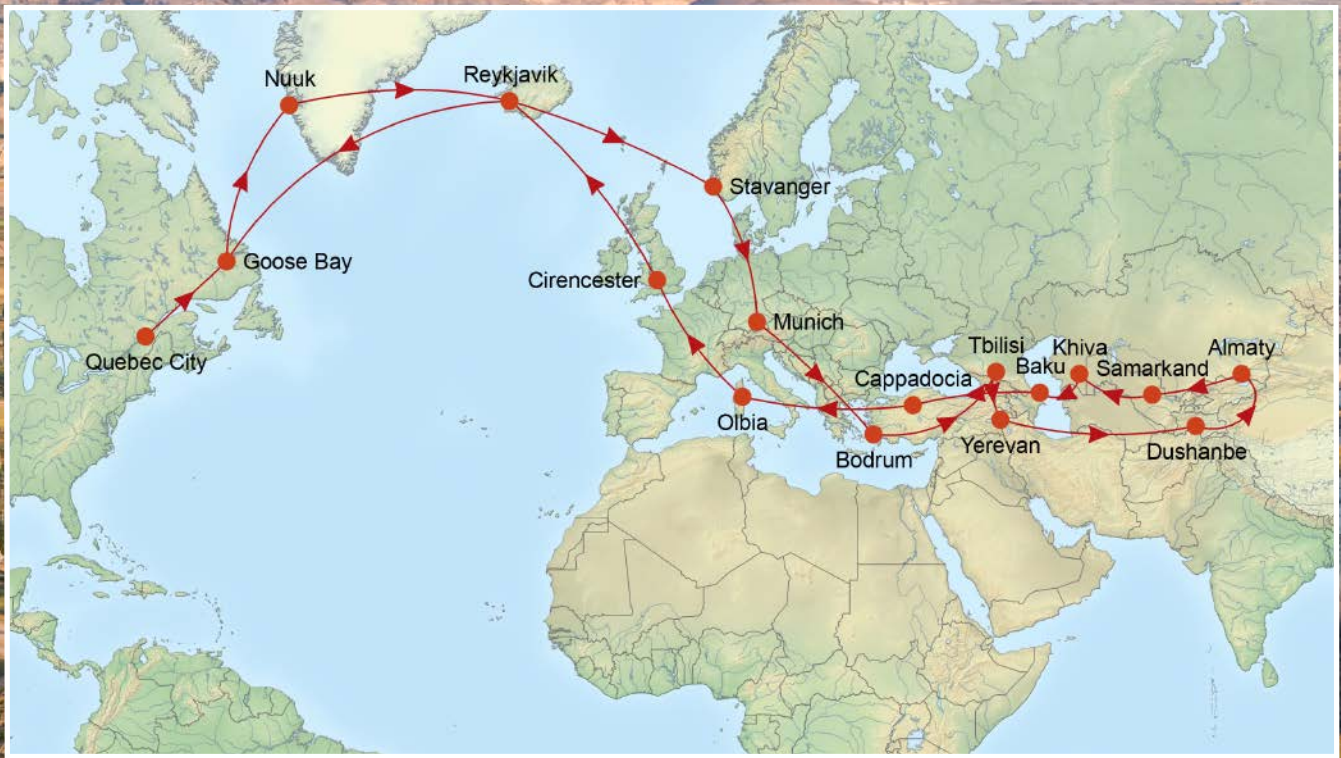 Nuuk
Reykjavik
Stavanger
Goose Bay
Cirencester
Quebec City
Munich
Tbilisi
Baku
Khiva
Samarkand
Almaty
Cappadocia
Olbia
Bodrum
Yerevan
Dushanbe